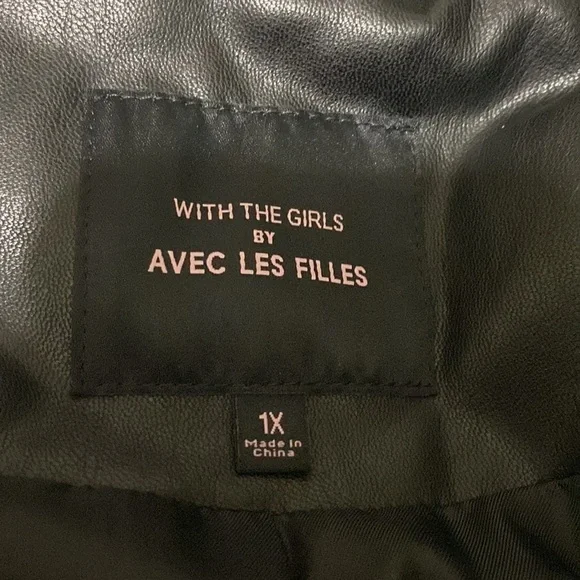 WITH THE GIRLS
BY
AVEC LES FILLES
1X
Made In
China